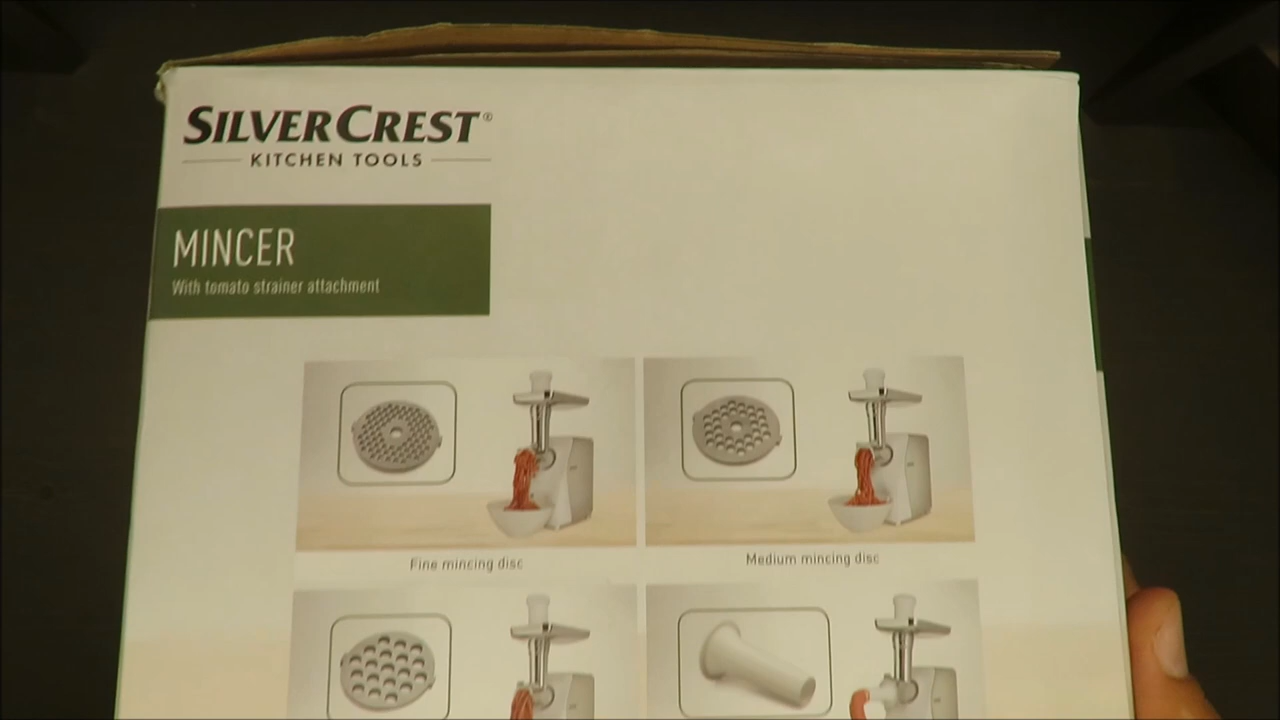 SILVERCREST®
KITCHEN TOOLS
MINCER
With tomato strainer attachment
Fine mincing disc
Medium mincing disc